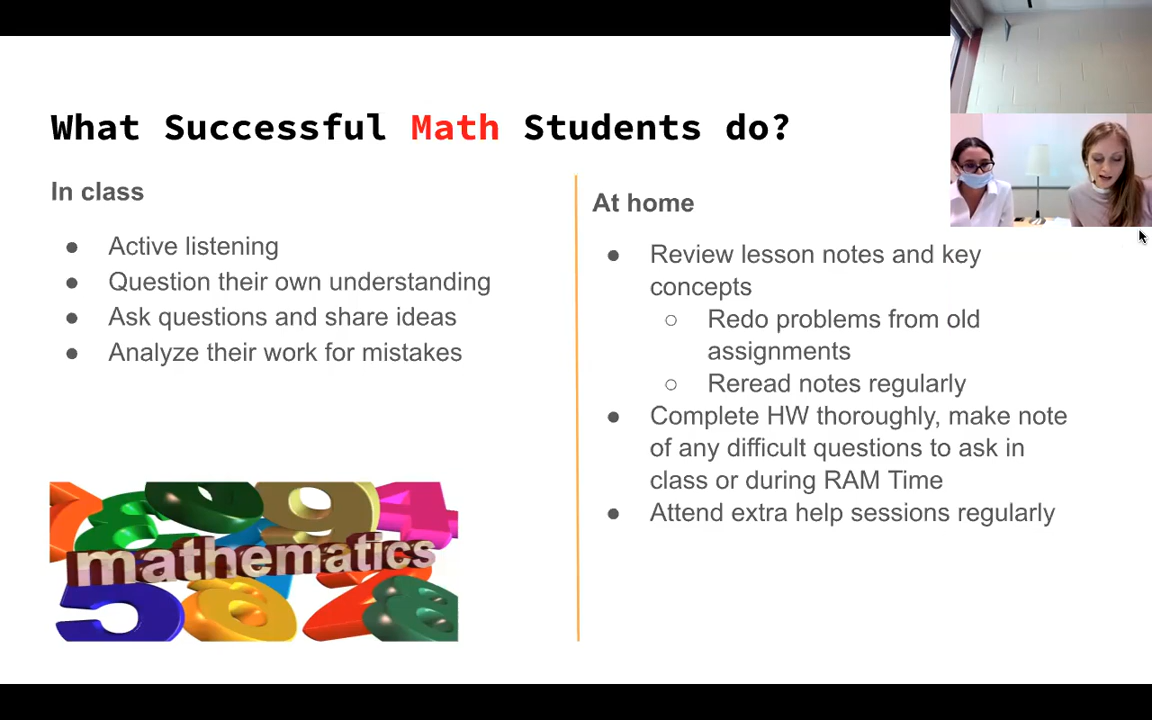 What Successful Math Students do?
In class
● Active listening
● Question their own understanding
● Ask questions and share ideas
● Analyze their work for mistakes
mathematics
At home
● Review lesson notes and key
concepts
○ Redo problems from old
assignments
○ Reread notes regularly
● Complete HW thoroughly, make note
of any difficult questions to ask in
class or during RAM Time
● Attend extra help sessions regularly